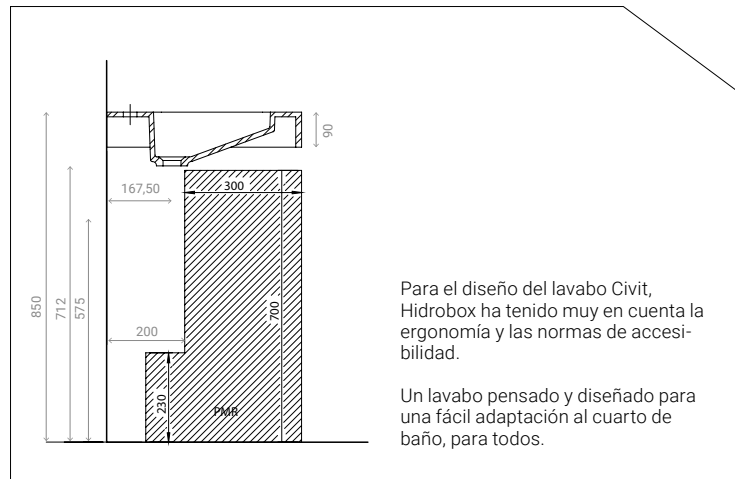 90
167,50
300
850
712
575
700
200
230
PMR
Para el diseño del lavabo Civit,
Hidrobox ha tenido muy en cuenta la
ergonomía y las normas de accesi-
bilidad.
Un lavabo pensado y diseñado para
una fácil adaptación al cuarto de
baño, para todos.